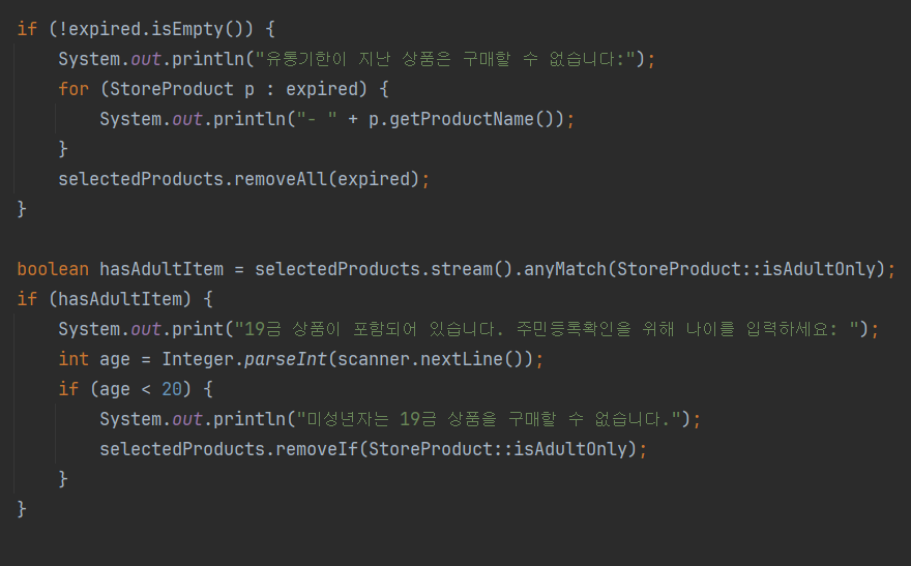 if (!expired.isEmpty()) {
    System.out.println("유통기한이 지난 상품은 구매할 수 없습니다:");
    for (StoreProduct p : expired) {
        System.out.println("- " + p.getProductName());
    }
    selectedProducts.removeAll(expired);
}
boolean hasAdultItem = selectedProducts.stream().anyMatch(StoreProduct::isAdultOnly);
if (hasAdultItem) {
    System.out.print("19금 상품이 포함되어 있습니다. 주민등록확인을 위해 나이를 입력하세요: ");
    int age = Integer.parseInt(scanner.nextLine());
    if (age < 20) {
        System.out.println("미성년자는 19금 상품을 구매할 수 없습니다.");
        selectedProducts.removeIf(StoreProduct::isAdultOnly);
    }
}